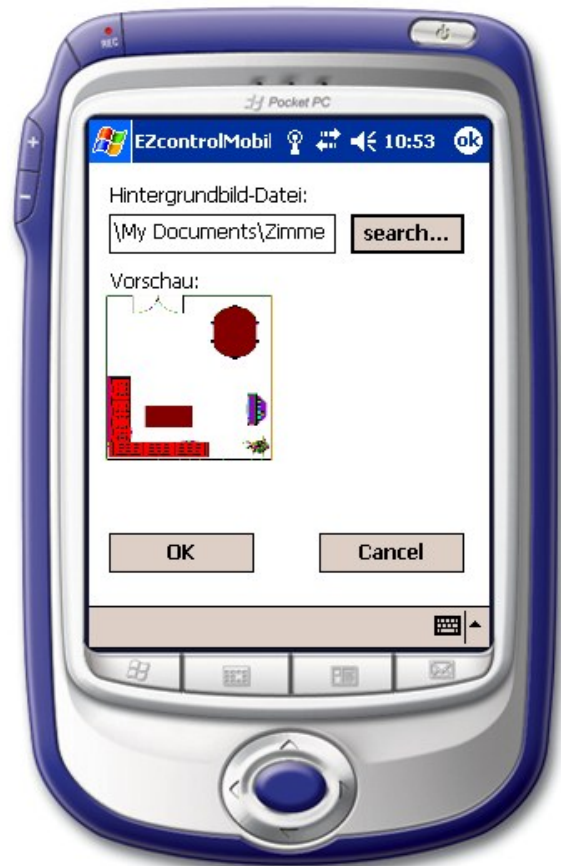 REC
Pocket PC
EZcontrolMobil 10:53 ok
Hintergrundbild-Datei:
\My Documents\Zimme search...
Vorschau:
OK Cancel